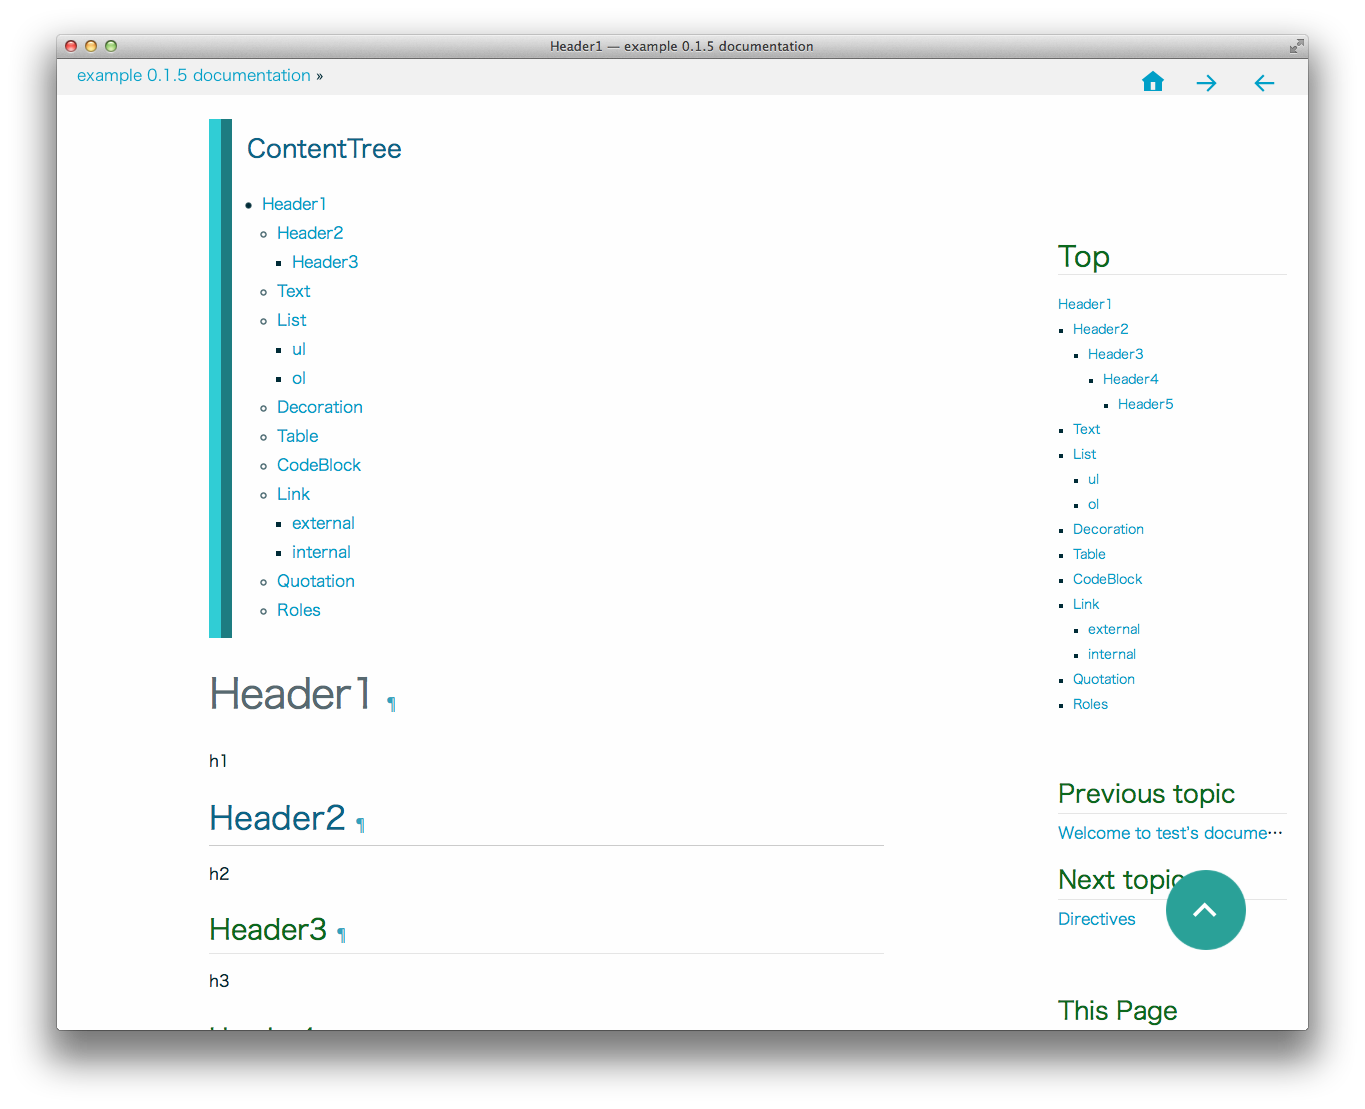 Header1 — example 0.1.5 documentation
example 0.1.5 documentation »
ContentTree
Header1
Header2
Header3
Text
List
ul
ol
Decoration
Table
CodeBlock
Link
external
internal
Quotation
Roles
Header1 ¶
h1
Header2 ¶
h2
Header3 ¶
h3
Top
Header1
Header2
Header3
Header4
Header5
Text
List
ul
ol
Decoration
Table
CodeBlock
Link
external
internal
Quotation
Roles
Previous topic
Welcome to test's docume…
Next topic
Directives
This Page